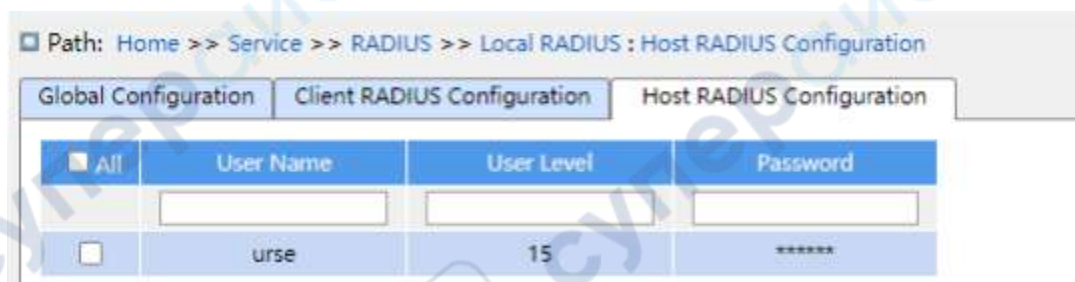 Path: Home >> Service >> RADIUS >> Local RADIUS : Host RADIUS Configuration
Global Configuration Client RADIUS Configuration Host RADIUS Configuration
All User Name User Level Password
urse 15 ******